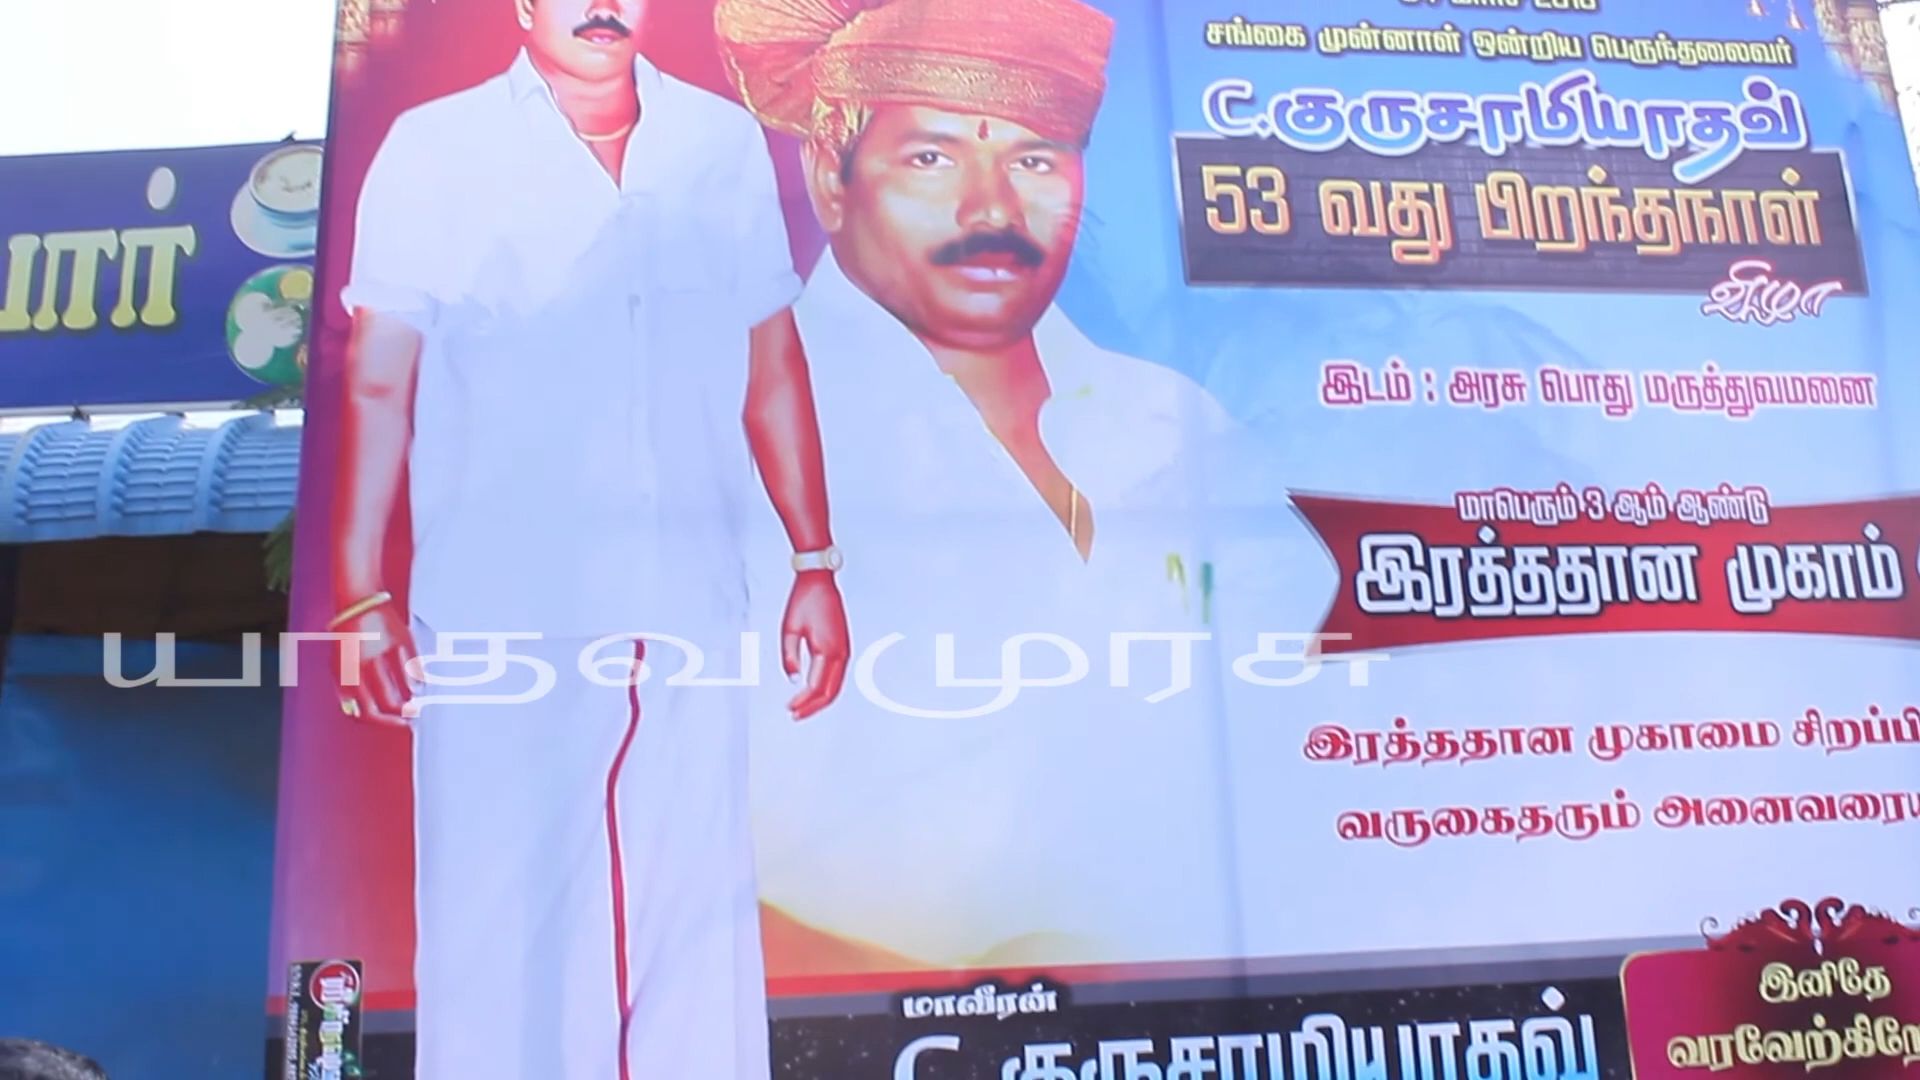 சங்கை முன்னாள் ஒன்றிய பெருந்தலைவர்
C.குருசாமியாதவ்
53 வது பிறந்தநாள்
விழா
பார்
இடம் : அரசு பொது மருத்துவமனை
மாபெரும் 3 ஆம் ஆண்டு
இரத்ததான முகாம்
யாதவ முரசு
இரத்ததான முகாமை சிறப்பி
வருகைதரும் அனைவரைய
மாவீரன்
C.குருசாமியாதவ்
இனிதே
வரவேற்கிறே